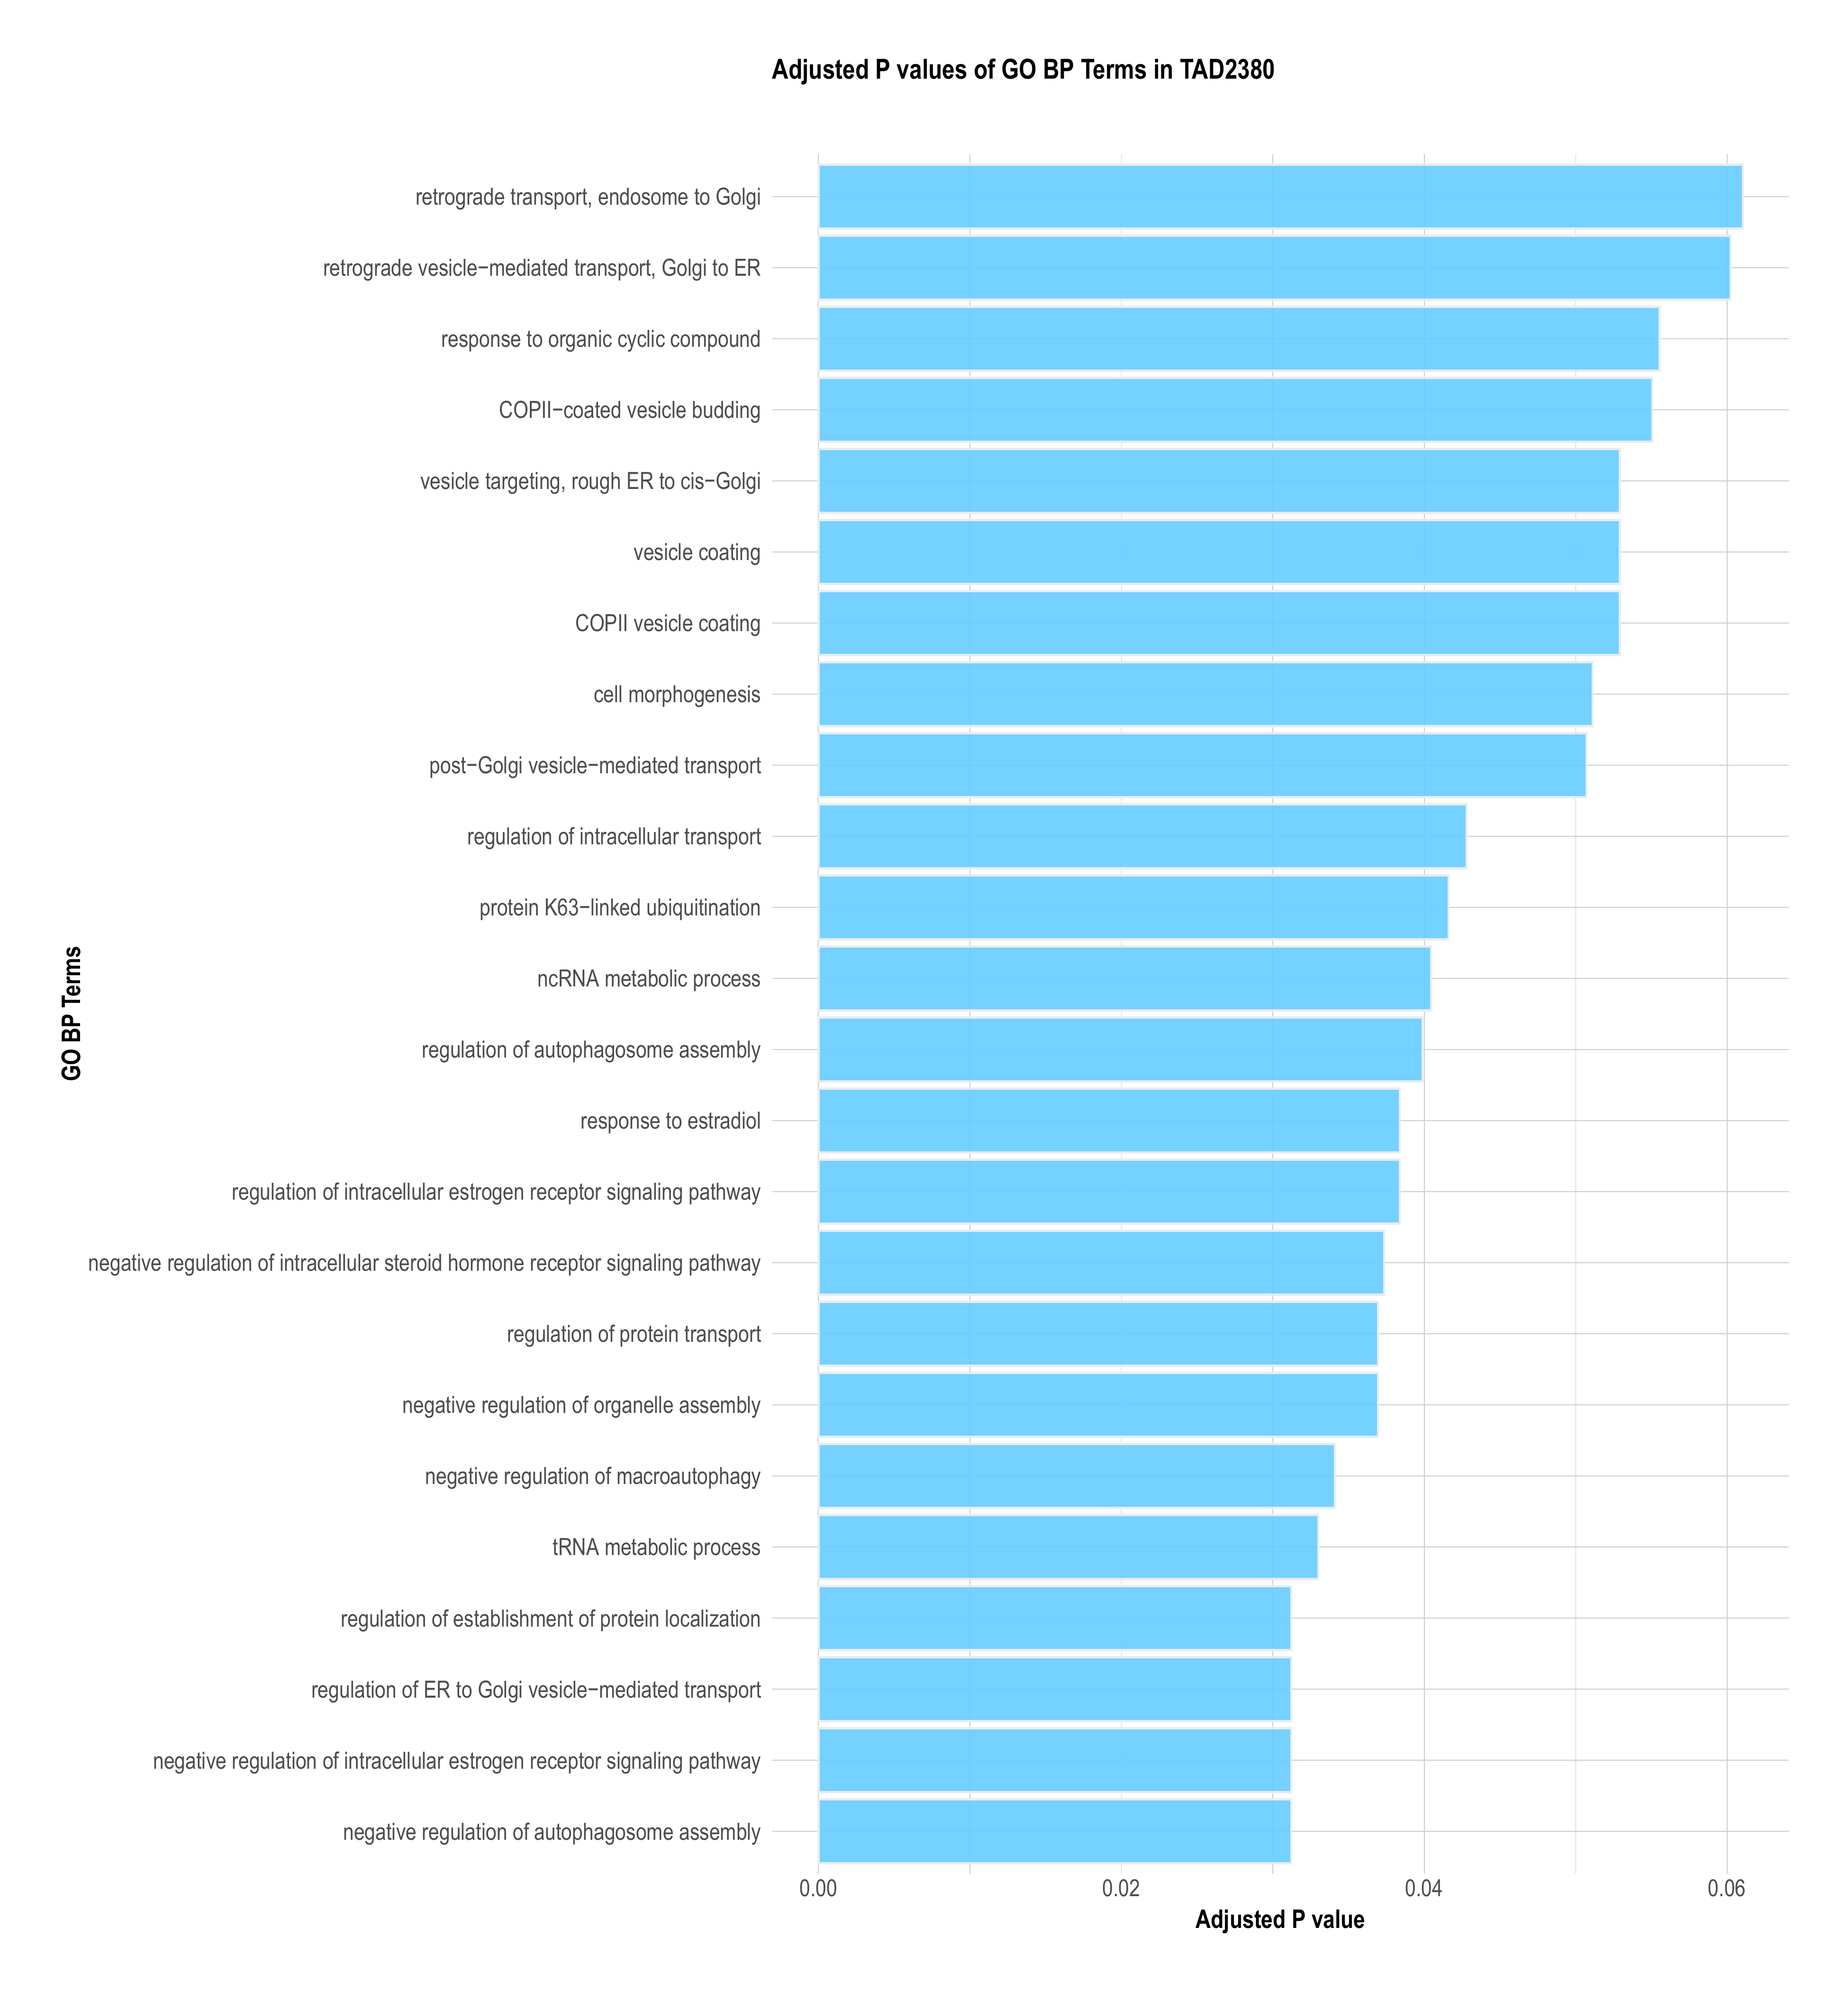 Adjusted P values of GO BP Terms in TAD2380
retrograde transport, endosome to Golgi
retrograde vesicle−mediated transport, Golgi to ER
response to organic cyclic compound
COPII−coated vesicle budding
vesicle targeting, rough ER to cis−Golgi
vesicle coating
COPII vesicle coating
cell morphogenesis
post−Golgi vesicle−mediated transport
regulation of intracellular transport
protein K63−linked ubiquitination
ncRNA metabolic process
regulation of autophagosome assembly
response to estradiol
regulation of intracellular estrogen receptor signaling pathway
negative regulation of intracellular steroid hormone receptor signaling pathway
regulation of protein transport
negative regulation of organelle assembly
negative regulation of macroautophagy
tRNA metabolic process
regulation of establishment of protein localization
regulation of ER to Golgi vesicle−mediated transport
negative regulation of intracellular estrogen receptor signaling pathway
negative regulation of autophagosome assembly
GO BP Terms
0.00 0.02 0.04 0.06
Adjusted P value